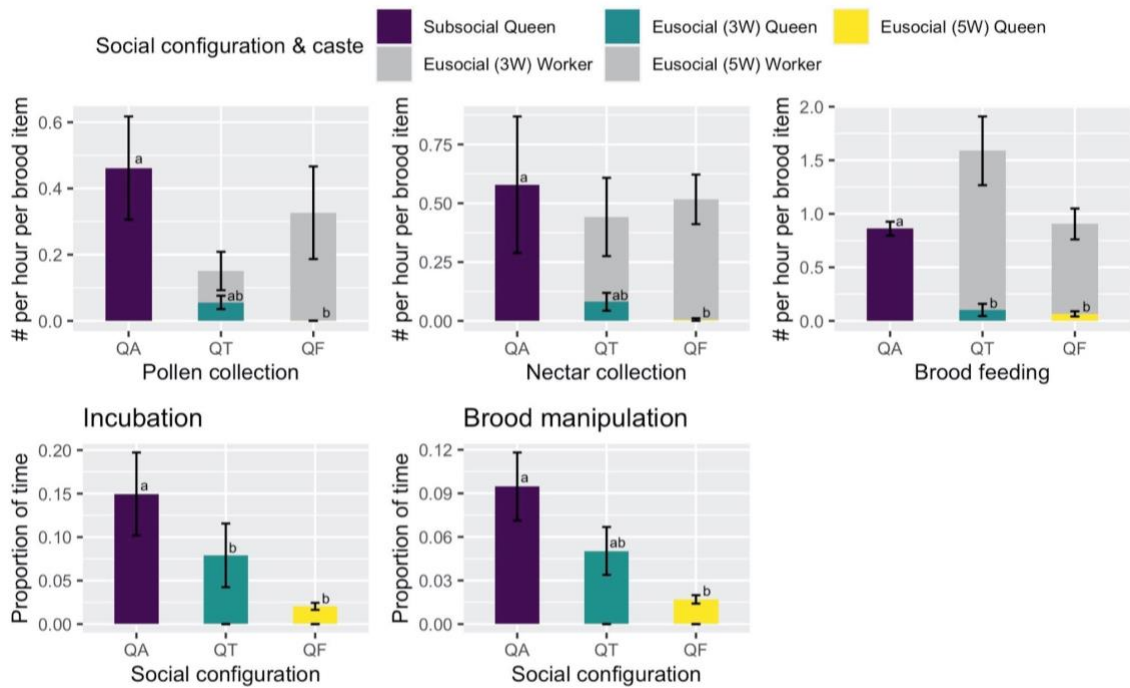 Social configuration & caste
Subsocial Queen
Eusocial (3W) Queen
Eusocial (5W) Queen
Eusocial (3W) Worker
Eusocial (5W) Worker
# per hour per brood item
0.6
0.4
0.2
0.0
a
ab
b
QA QT QF
Pollen collection
# per hour per brood item
0.75
0.50
0.25
0.00
a
ab
b
QA QT QF
Nectar collection
# per hour per brood item
2.0
1.5
1.0
0.5
0.0
a
b
b
QA QT QF
Brood feeding
Incubation
Proportion of time
0.20
0.15
0.10
0.05
0.00
a
b
b
QA QT QF
Social configuration
Brood manipulation
Proportion of time
0.12
0.09
0.06
0.03
0.00
a
ab
b
QA QT QF
Social configuration